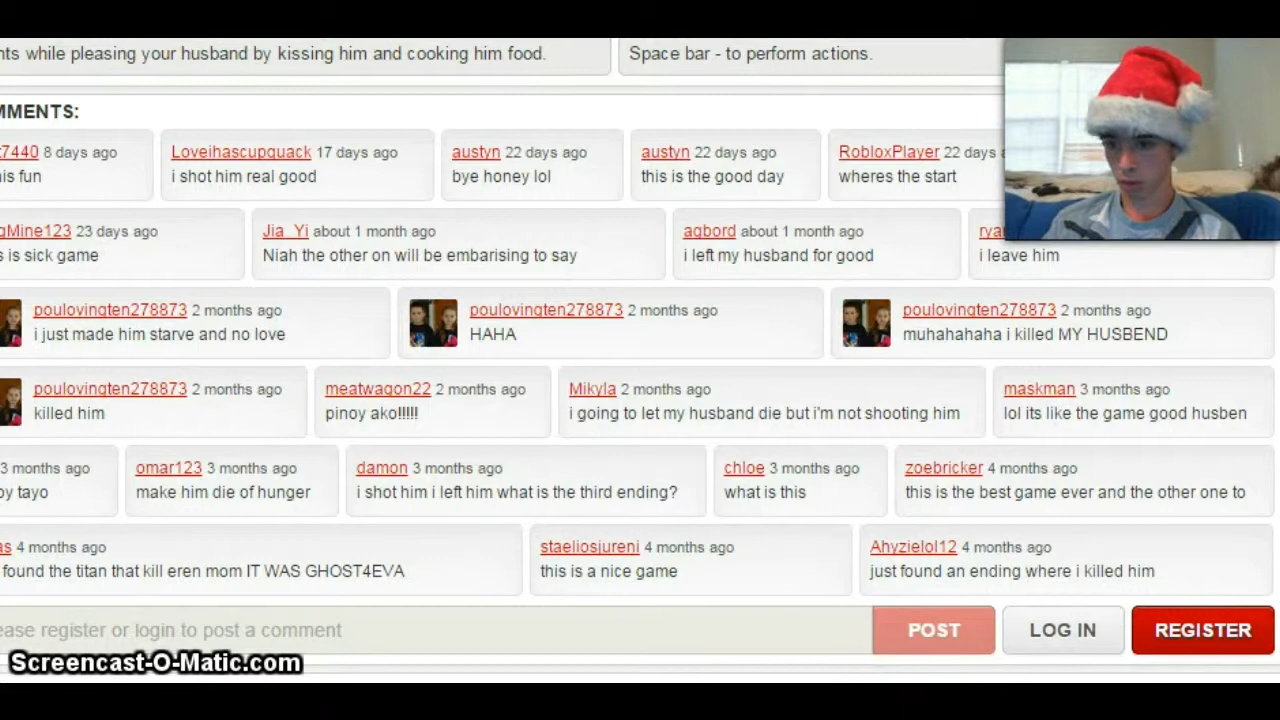 nts while pleasing your husband by kissing him and cooking him food.
Space bar - to perform actions.
MMENTS:
t7440 8 days ago
his fun
Loveihascupquack 17 days ago
i shot him real good
austyn 22 days ago
bye honey lol
austyn 22 days ago
this is the good day
RobloxPlayer 22 days a
wheres the start
gMine123 23 days ago
s is sick game
Jia_Yi about 1 month ago
Niah the other on will be embarising to say
agbord about 1 month ago
i left my husband for good
rya
i leave him
poulovingten278873 2 months ago
i just made him starve and no love
poulovingten278873 2 months ago
HAHA
poulovingten278873 2 months ago
muhahahaha i killed MY HUSBEND
poulovingten278873 2 months ago
killed him
meatwagon22 2 months ago
pinoy ako!!!!!
Mikyla 2 months ago
i going to let my husband die but i'm not shooting him
maskman 3 months ago
lol its like the game good husben
3 months ago
oy tayo
omar123 3 months ago
make him die of hunger
damon 3 months ago
i shot him i left him what is the third ending?
chloe 3 months ago
what is this
zoebricker 4 months ago
this is the best game ever and the other one to
as 4 months ago
found the titan that kill eren mom IT WAS GHOST4EVA
staeliosjureni 4 months ago
this is a nice game
Ahyzielol12 4 months ago
just found an ending where i killed him
ease register or login to post a comment
POST
LOG IN
REGISTER
Screencast-O-Matic.com